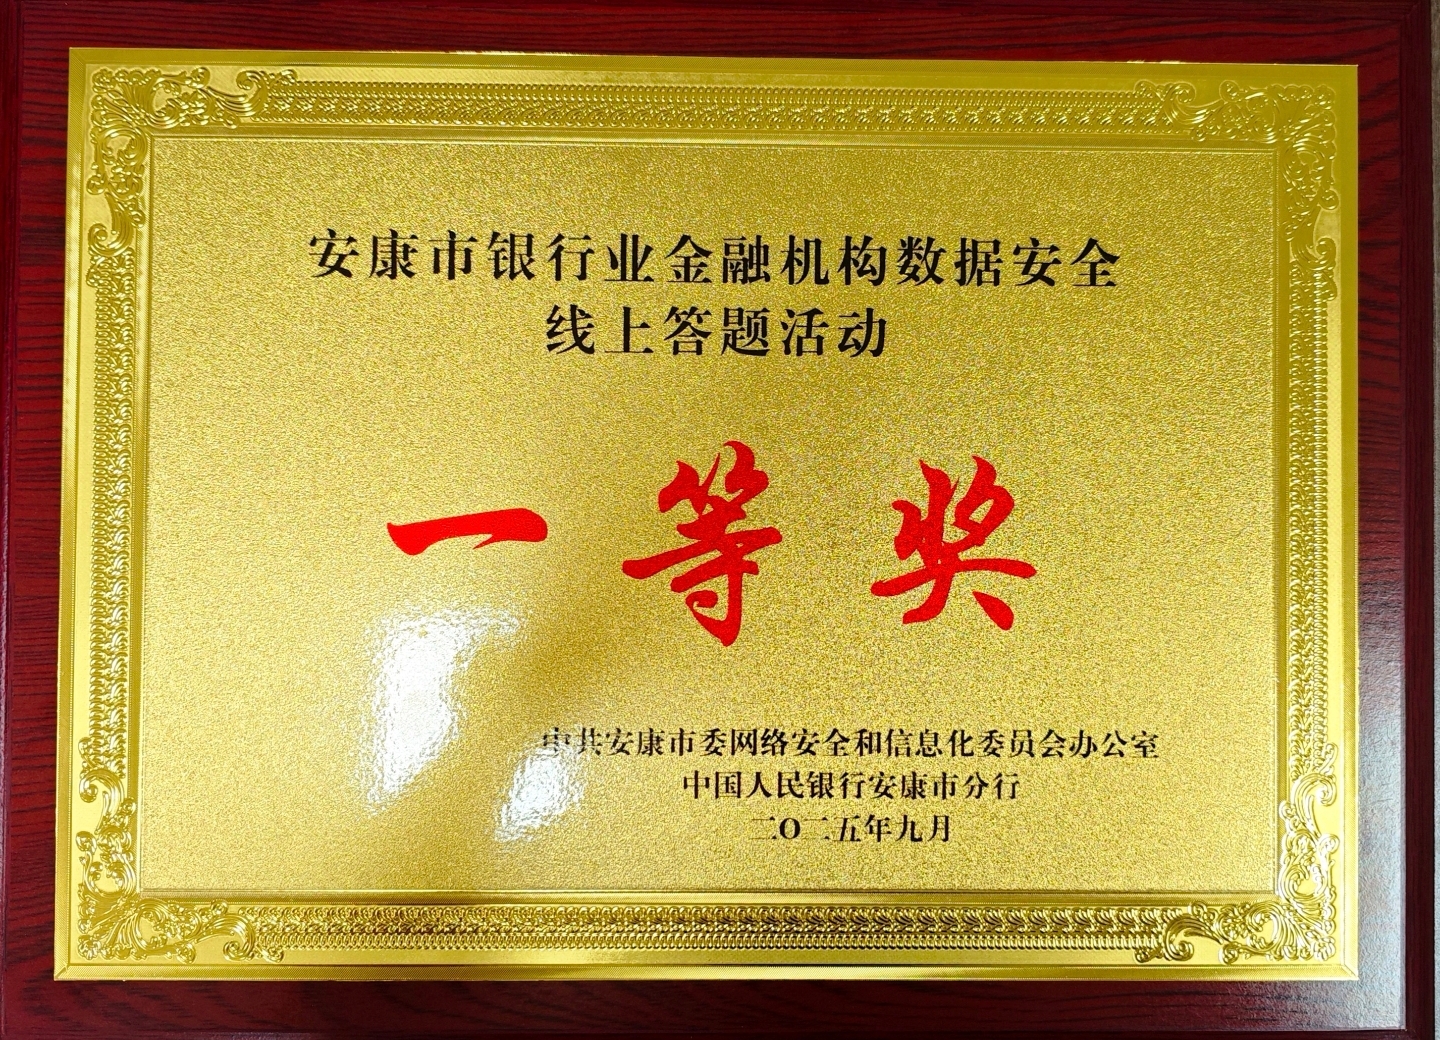 安康市银行业金融机构数据安全
线上答题活动
一等奖
中共安康市委网络安全和信息化委员会办公室
中国人民银行安康市分行
二〇二五年九月